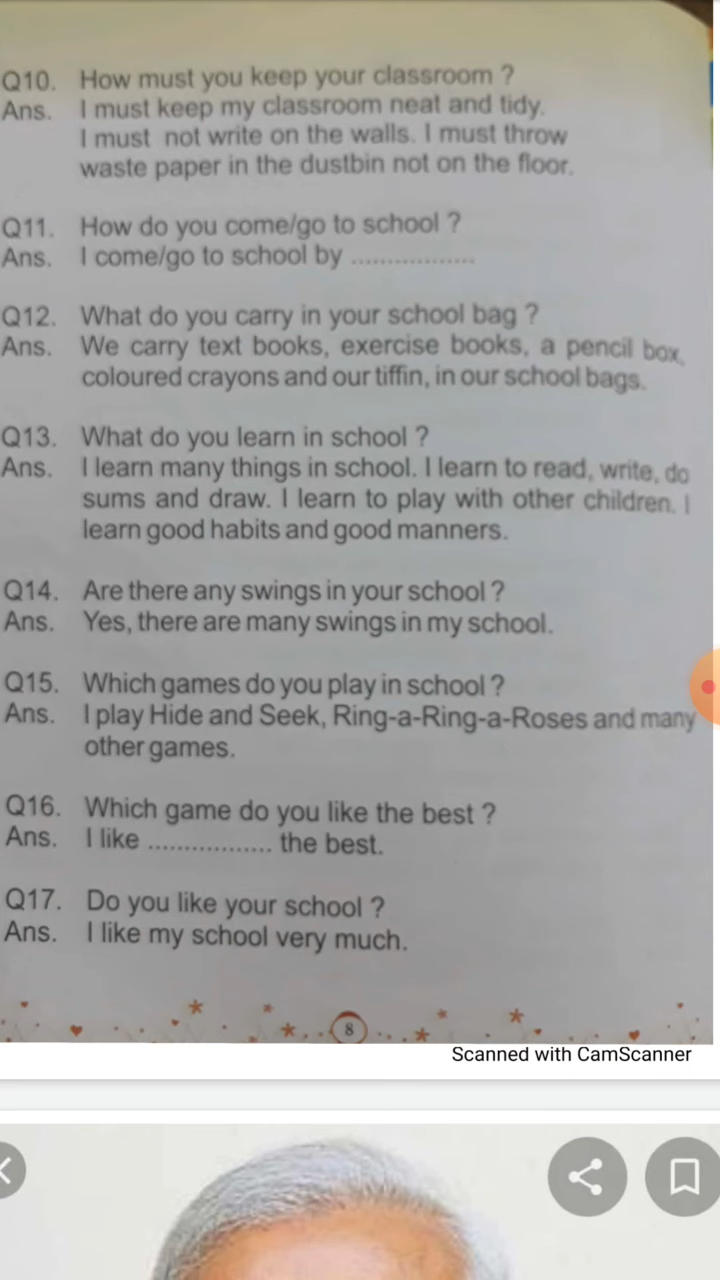 Q10. How must you keep your classroom ?
Ans. I must keep my classroom neat and tidy.
I must not write on the walls. I must throw
waste paper in the dustbin not on the floor.
Q11. How do you come/go to school ?
Ans. I come/go to school by .................
Q12. What do you carry in your school bag ?
Ans. We carry text books, exercise books, a pencil box,
coloured crayons and our tiffin, in our school bags.
Q13. What do you learn in school ?
Ans. I learn many things in school. I learn to read, write, do
sums and draw. I learn to play with other children. I
learn good habits and good manners.
Q14. Are there any swings in your school ?
Ans. Yes, there are many swings in my school.
Q15. Which games do you play in school ?
Ans. I play Hide and Seek, Ring-a-Ring-a-Roses and many
other games.
Q16. Which game do you like the best ?
Ans. I like ................. the best.
Q17. Do you like your school ?
Ans. I like my school very much.
8
Scanned with CamScanner